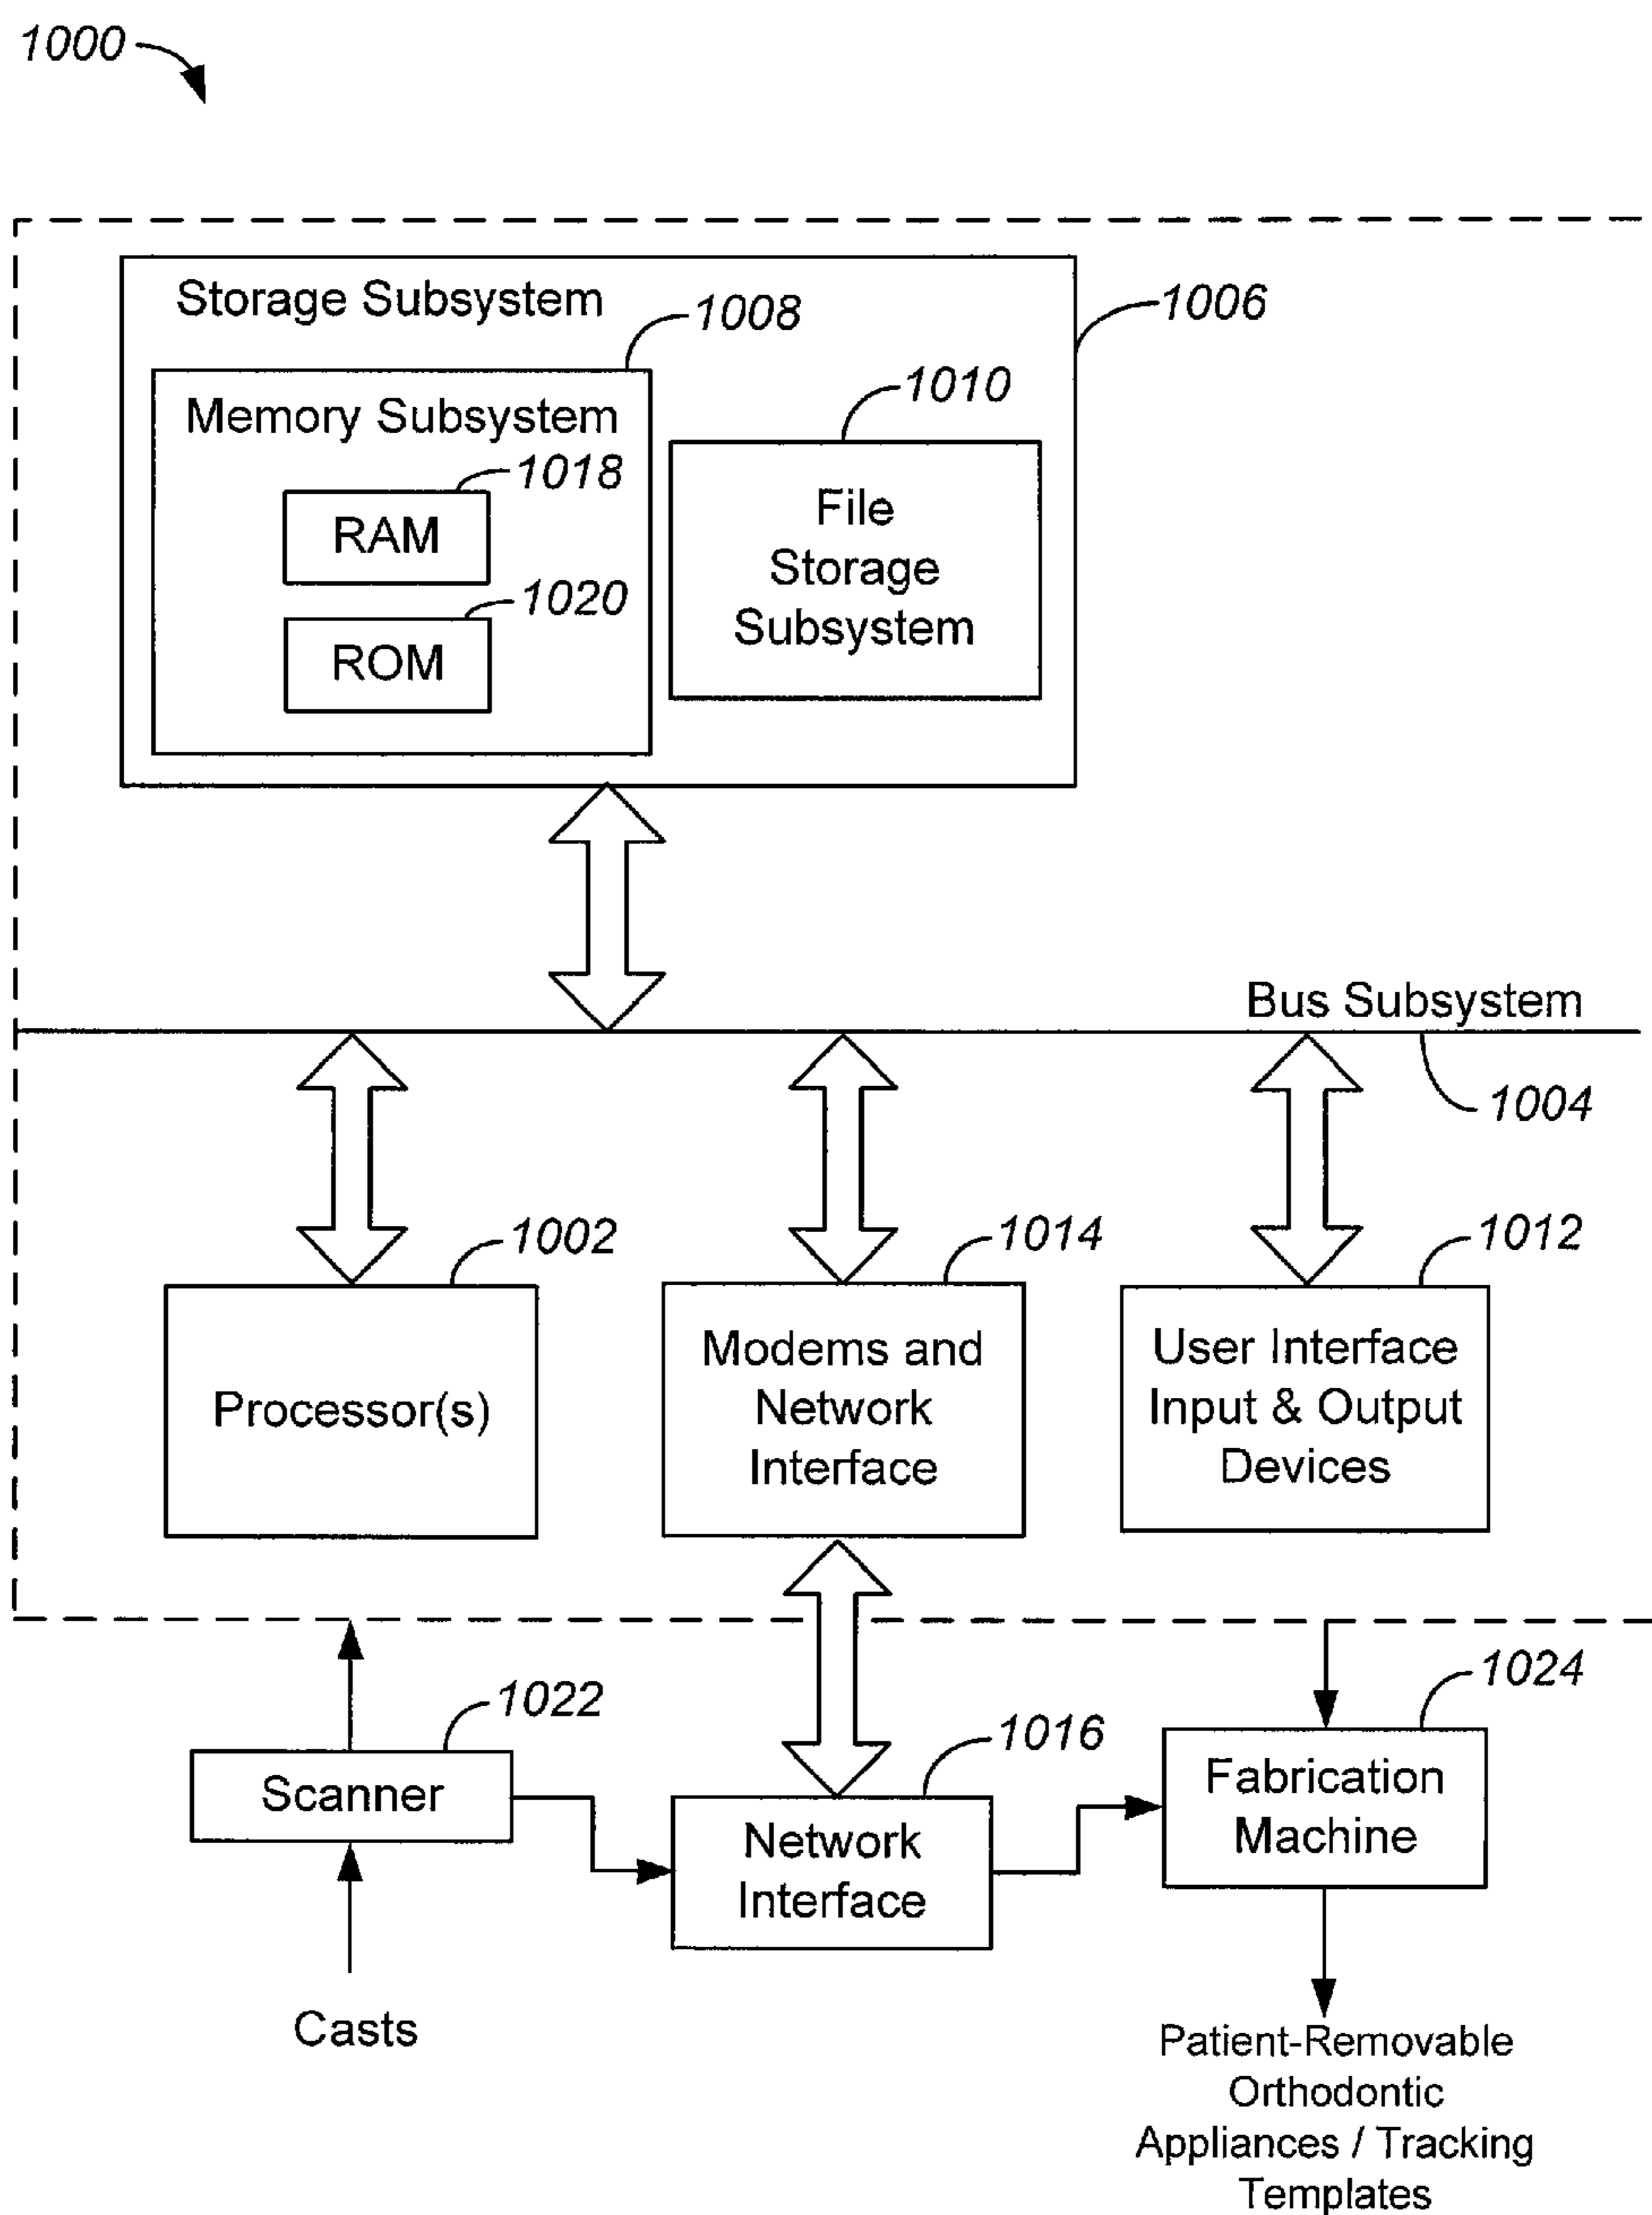 1000
Storage Subsystem
1008
1006
Memory Subsystem
1010
1018
RAM
File
Storage
Subsystem
1020
ROM
Bus Subsystem
1004
1002
1014
1012
Processor(s)
Modems and
Network
Interface
User Interface
Input & Output
Devices
1022
1016
1024
Scanner
Network
Interface
Fabrication
Machine
Casts
Patient-Removable
Orthodontic
Appliances / Tracking
Templates